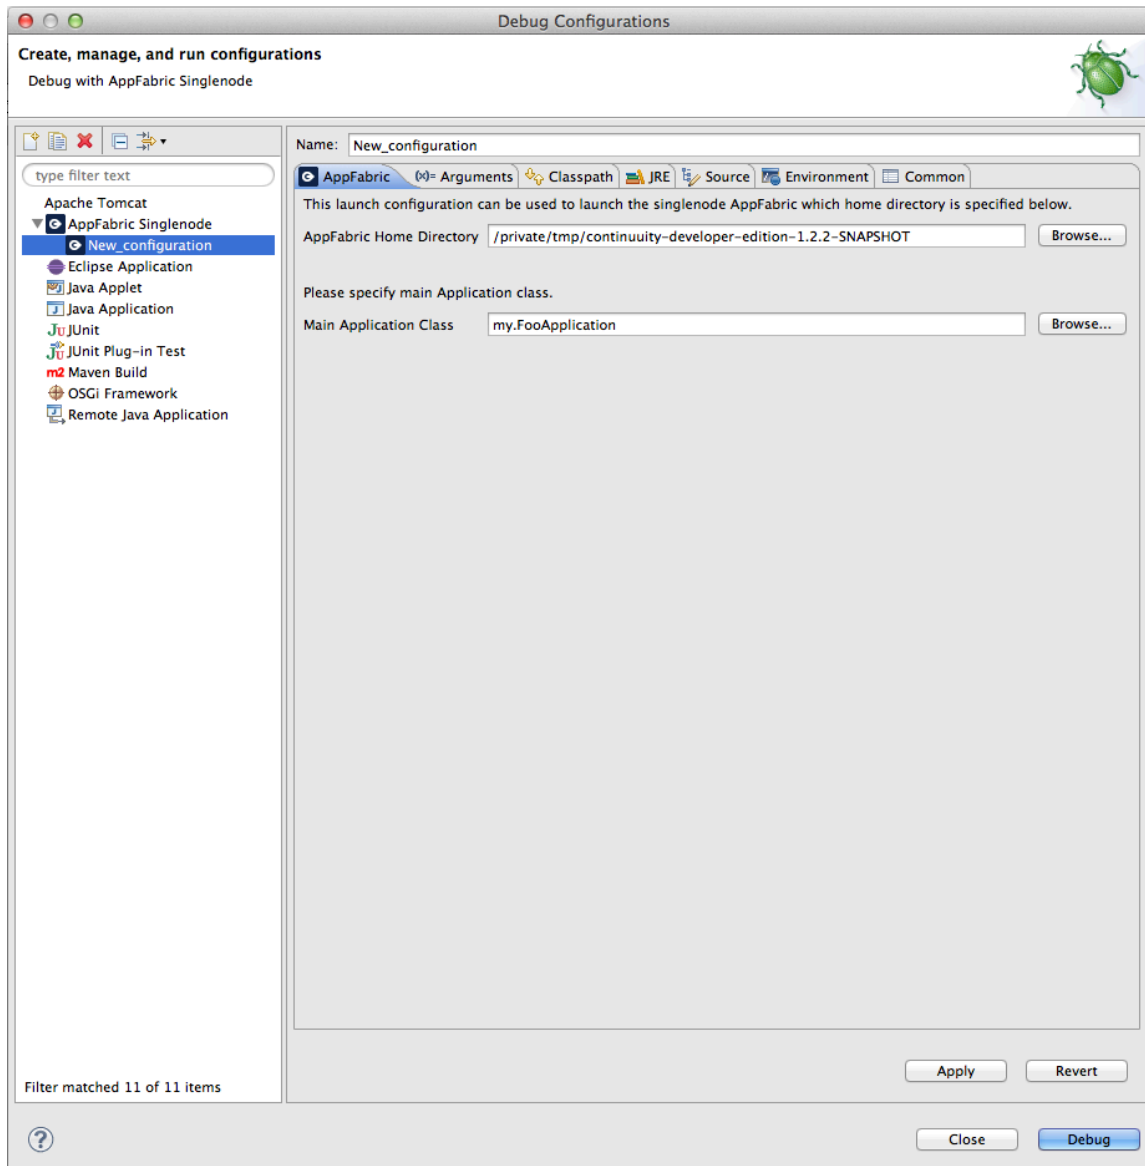 Debug Configurations
Create, manage, and run configurations
Debug with AppFabric Singlenode
type filter text
Apache Tomcat
AppFabric Singlenode
New_configuration
Eclipse Application
Java Applet
Java Application
JUnit
JUnit Plug-in Test
Maven Build
OSGi Framework
Remote Java Application
Filter matched 11 of 11 items
Name: New_configuration
AppFabric (x)= Arguments Classpath JRE Source Environment Common
This launch configuration can be used to launch the singlenode AppFabric which home directory is specified below.
AppFabric Home Directory /private/tmp/continuuity-developer-edition-1.2.2-SNAPSHOT Browse...
Please specify main Application class.
Main Application Class my.FooApplication Browse...
Apply Revert
? Close Debug